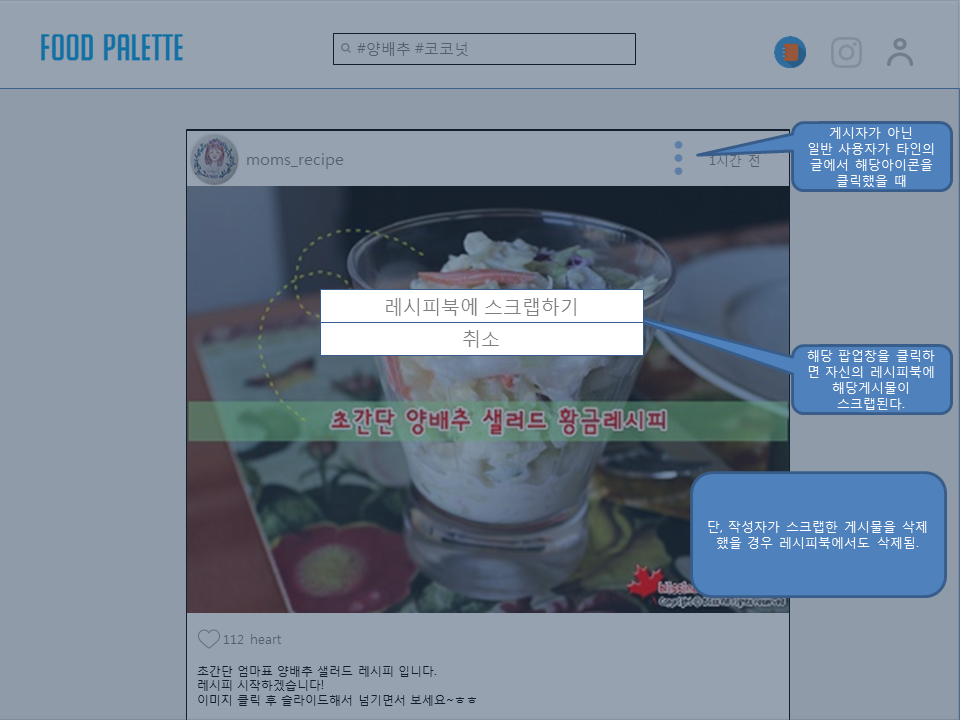 FOOD PALETTE
#양배추 #코코넛
moms_recipe
1시간 전
게시자가 아닌
일반 사용자가 타인의
글에서 해당아이콘을
클릭했을 때
레시피북에 스크랩하기
취소
해당 팝업창을 클릭하
면 자신의 레시피북에
해당게시물이
스크랩된다.
초간단 양배추 샐러드 황금레시피
단, 작성자가 스크랩한 게시물을 삭제
했을 경우 레시피북에서도 삭제됨.
112 heart
초간단 엄마표 양배추 샐러드 레시피 입니다.
레시피 시작하겠습니다!
이미지 클릭 후 슬라이드해서 넘기면서 보세요~ㅎㅎ